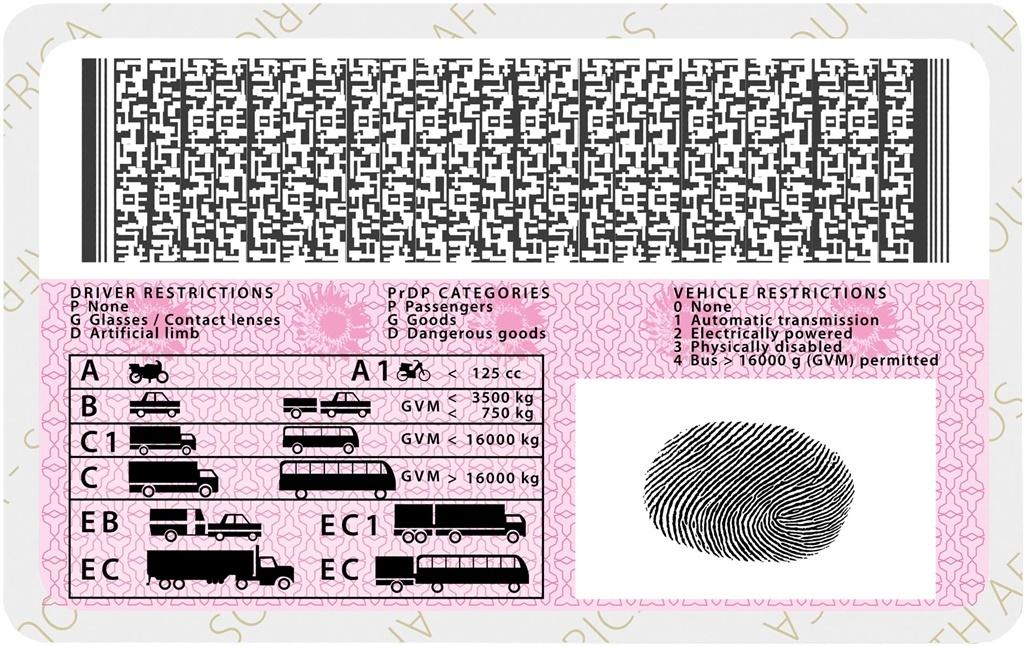 DRIVER RESTRICTIONS
P None
G Glasses / Contact lenses
D Artificial limb
PrDP CATEGORIES
P Passengers
G Goods
D Dangerous goods
VEHICLE RESTRICTIONS
0 None
1 Automatic transmission
2 Electrically powered
3 Physically disabled
4 Bus > 16000 g (GVM) permitted
A A1 < 125 cc
B GVM < 3500 kg
< 750 kg
C1 GVM < 16000 kg
C GVM > 16000 kg
EB EC1
EC EC